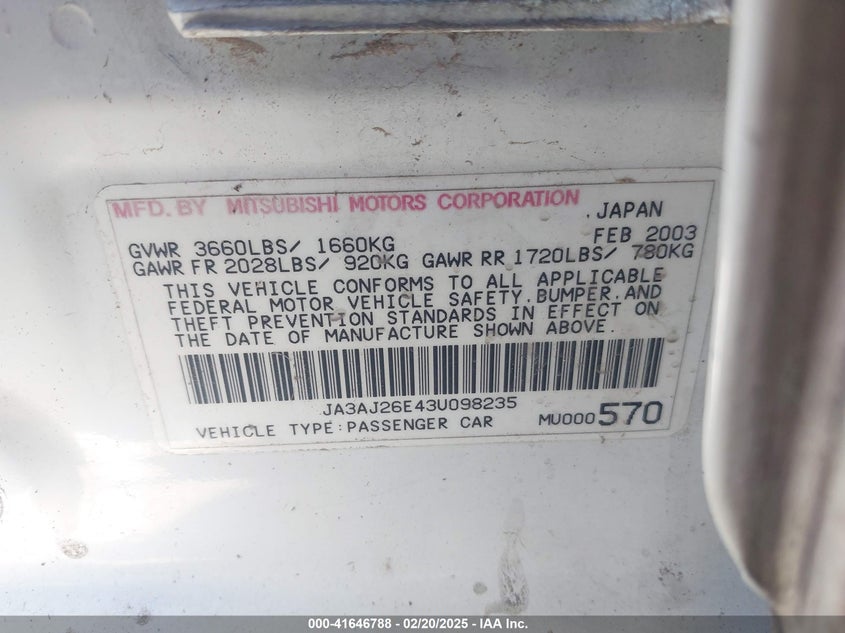 MFD. BY MITSUBISHI MOTORS CORPORATION
JAPAN
FEB 2003
GVWR 3660LBS/ 1660KG
GAWR FR 2028LBS/ 920KG GAWR RR 1720LBS/ 780KG
THIS VEHICLE CONFORMS TO ALL APPLICABLE
FEDERAL MOTOR VEHICLE SAFETY, BUMPER, AND
THEFT PREVENTION STANDARDS IN EFFECT ON
THE DATE OF MANUFACTURE SHOWN ABOVE.
JA3AJ26E43U098235
VEHICLE TYPE: PASSENGER CAR MU000570
000-41646788 - 02/20/2025 - IAA Inc.